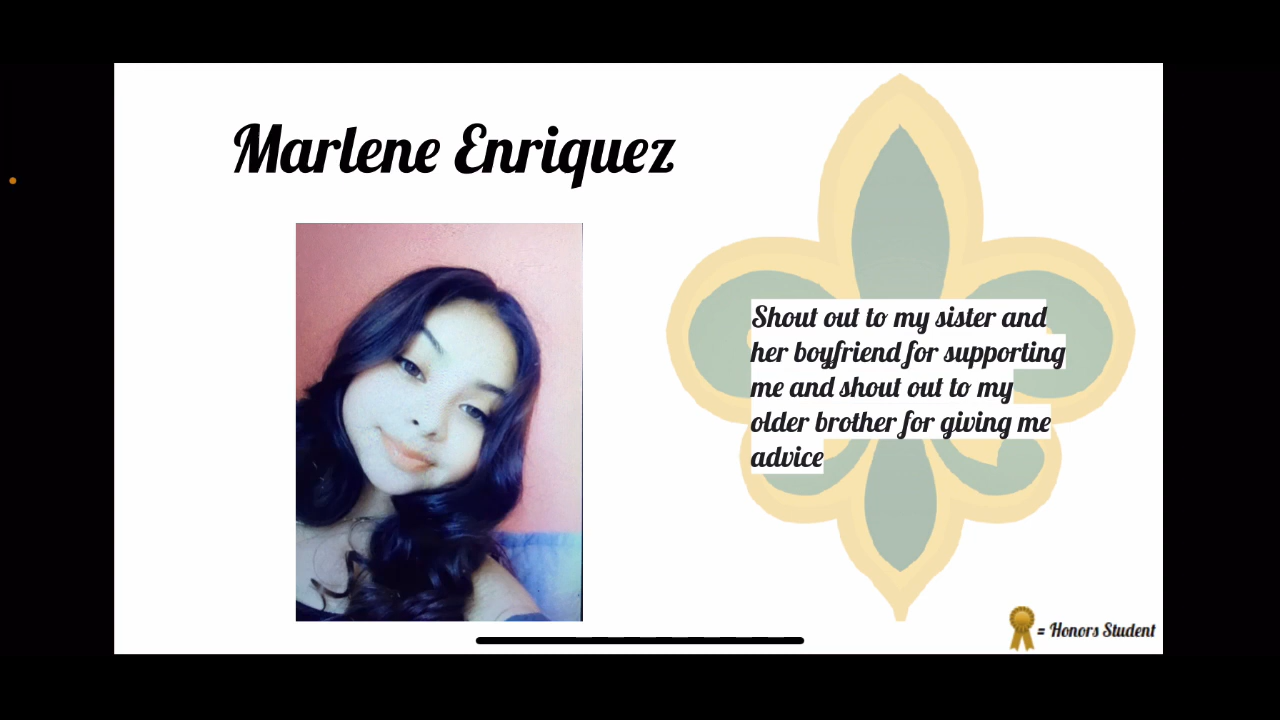 Marlene Enriquez
Shout out to my sister and
her boyfriend for supporting
me and shout out to my
older brother for giving me
advice
= Honors Student